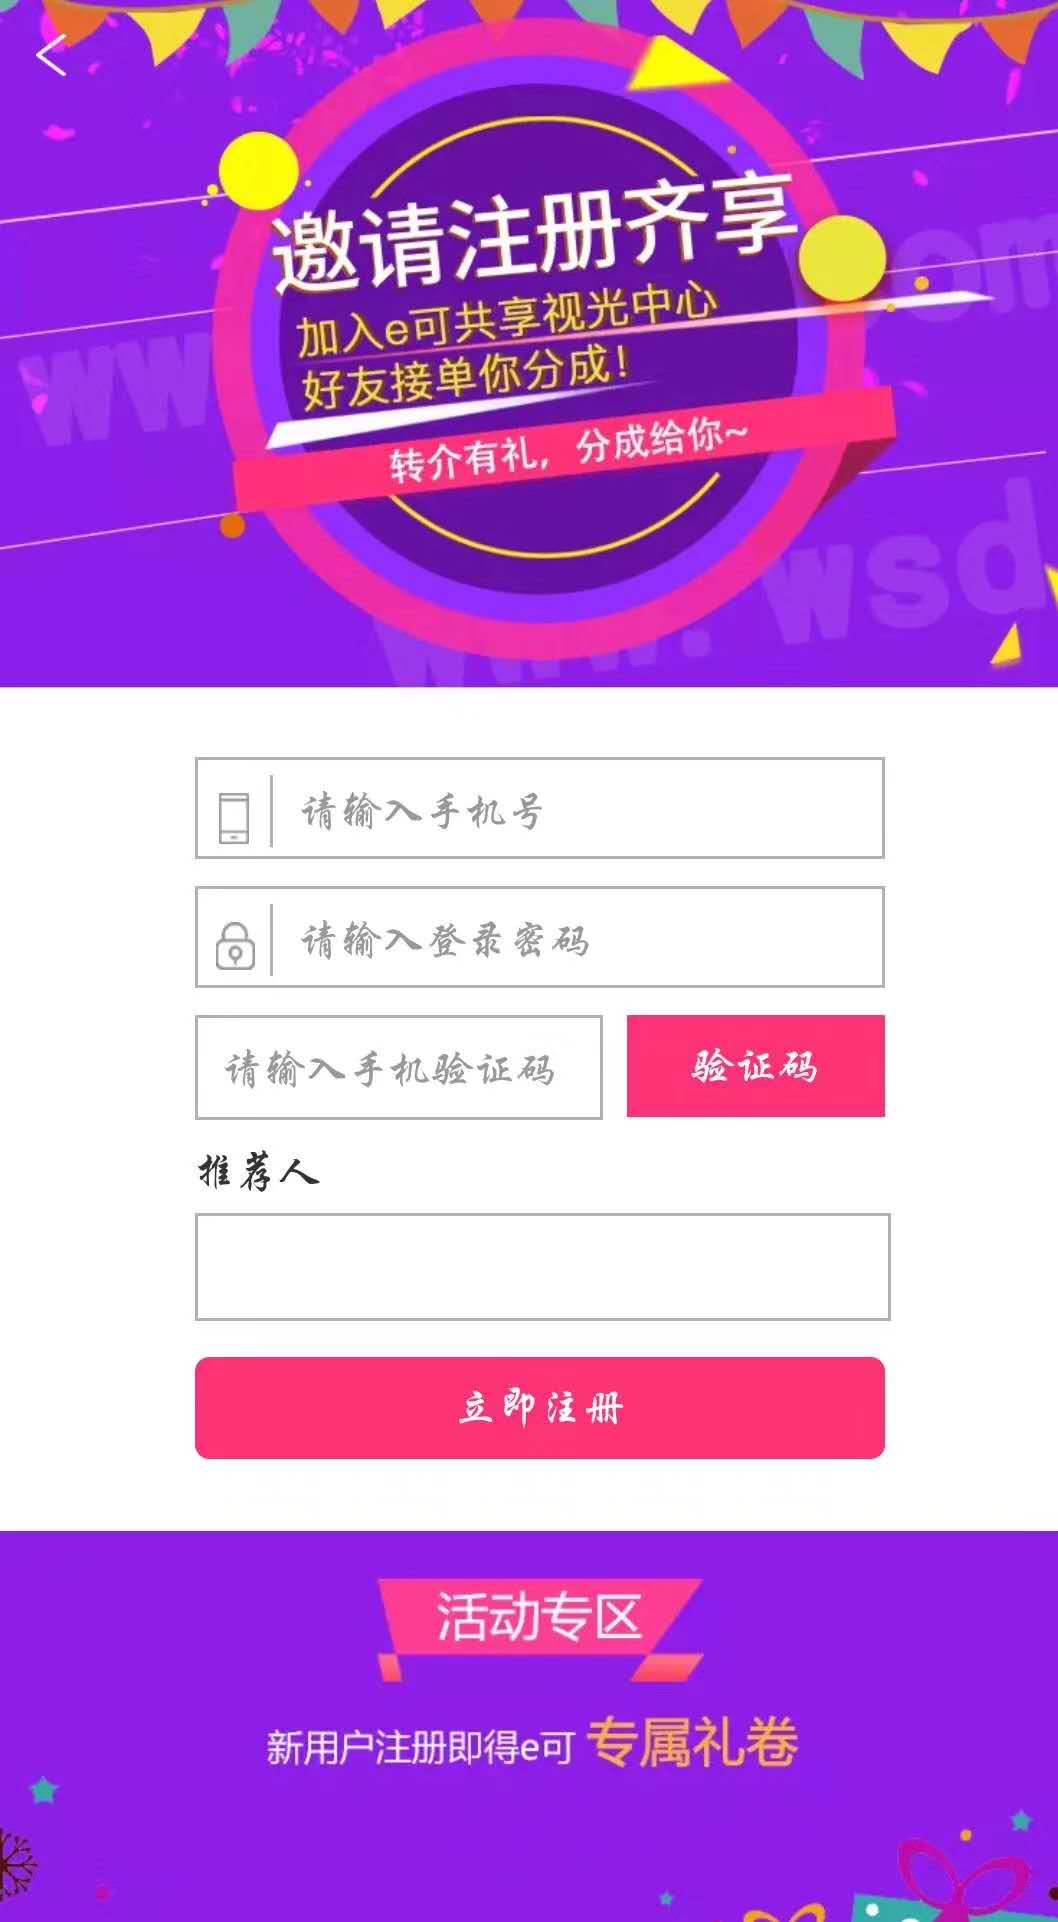 邀请注册齐享
加入e可共享视光中心
好友接单你分成！
转介有礼，分成给你~
www.
com
www. wsd
请输入手机号
请输入登录密码
请输入手机验证码
验证码
推荐人
立即注册
活动专区
新用户注册即得e可 专属礼卷